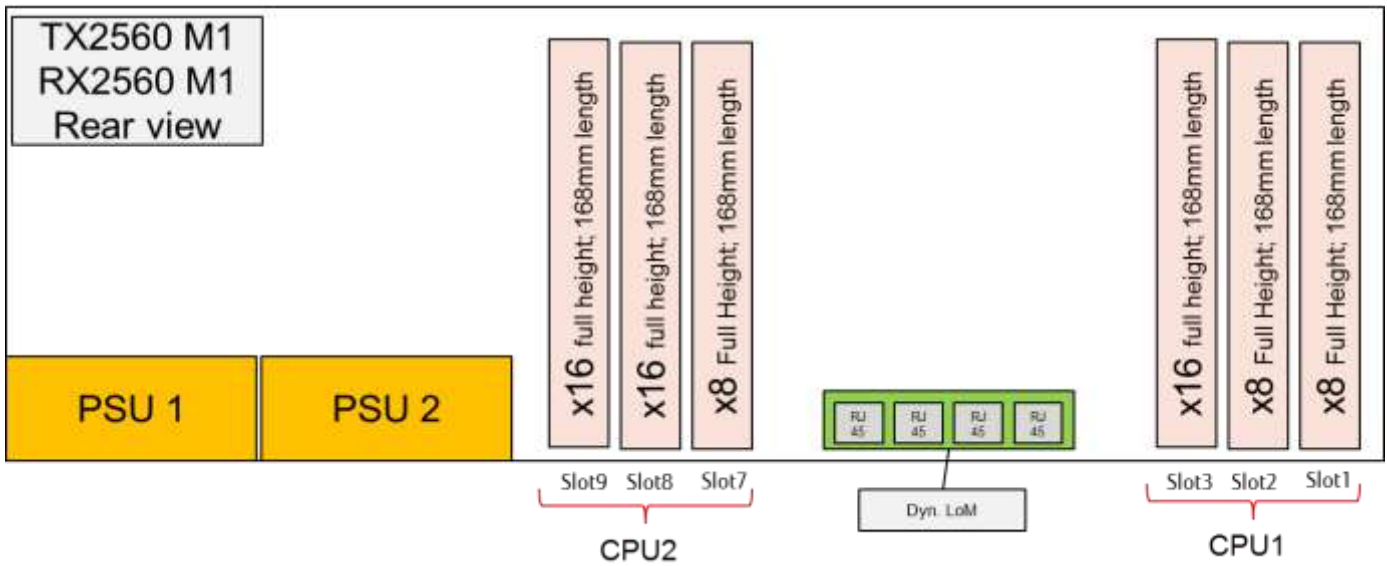 TX2560 M1
RX2560 M1
Rear view
PSU 1
PSU 2
x16 full height; 168mm length
x16 full height; 168mm length
x8 Full Height; 168mm length
RJ
45
RJ
45
RJ
45
RJ
45
x16 full height; 168mm length
x8 Full Height; 168mm length
x8 Full Height; 168mm length
Slot9 Slot8 Slot7
Dyn. LoM
Slot3 Slot2 Slot1
CPU2
CPU1